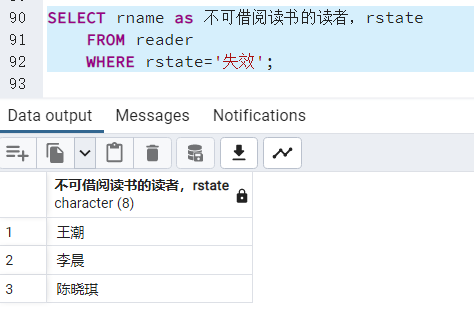 90 SELECT rname as 不可借阅读书的读者，rstate
91 FROM reader
92 WHERE rstate='失效';
93
Data output Messages Notifications
不可借阅读书的读者，rstate
character (8)
1 王潮
2 李晨
3 陈晓琪